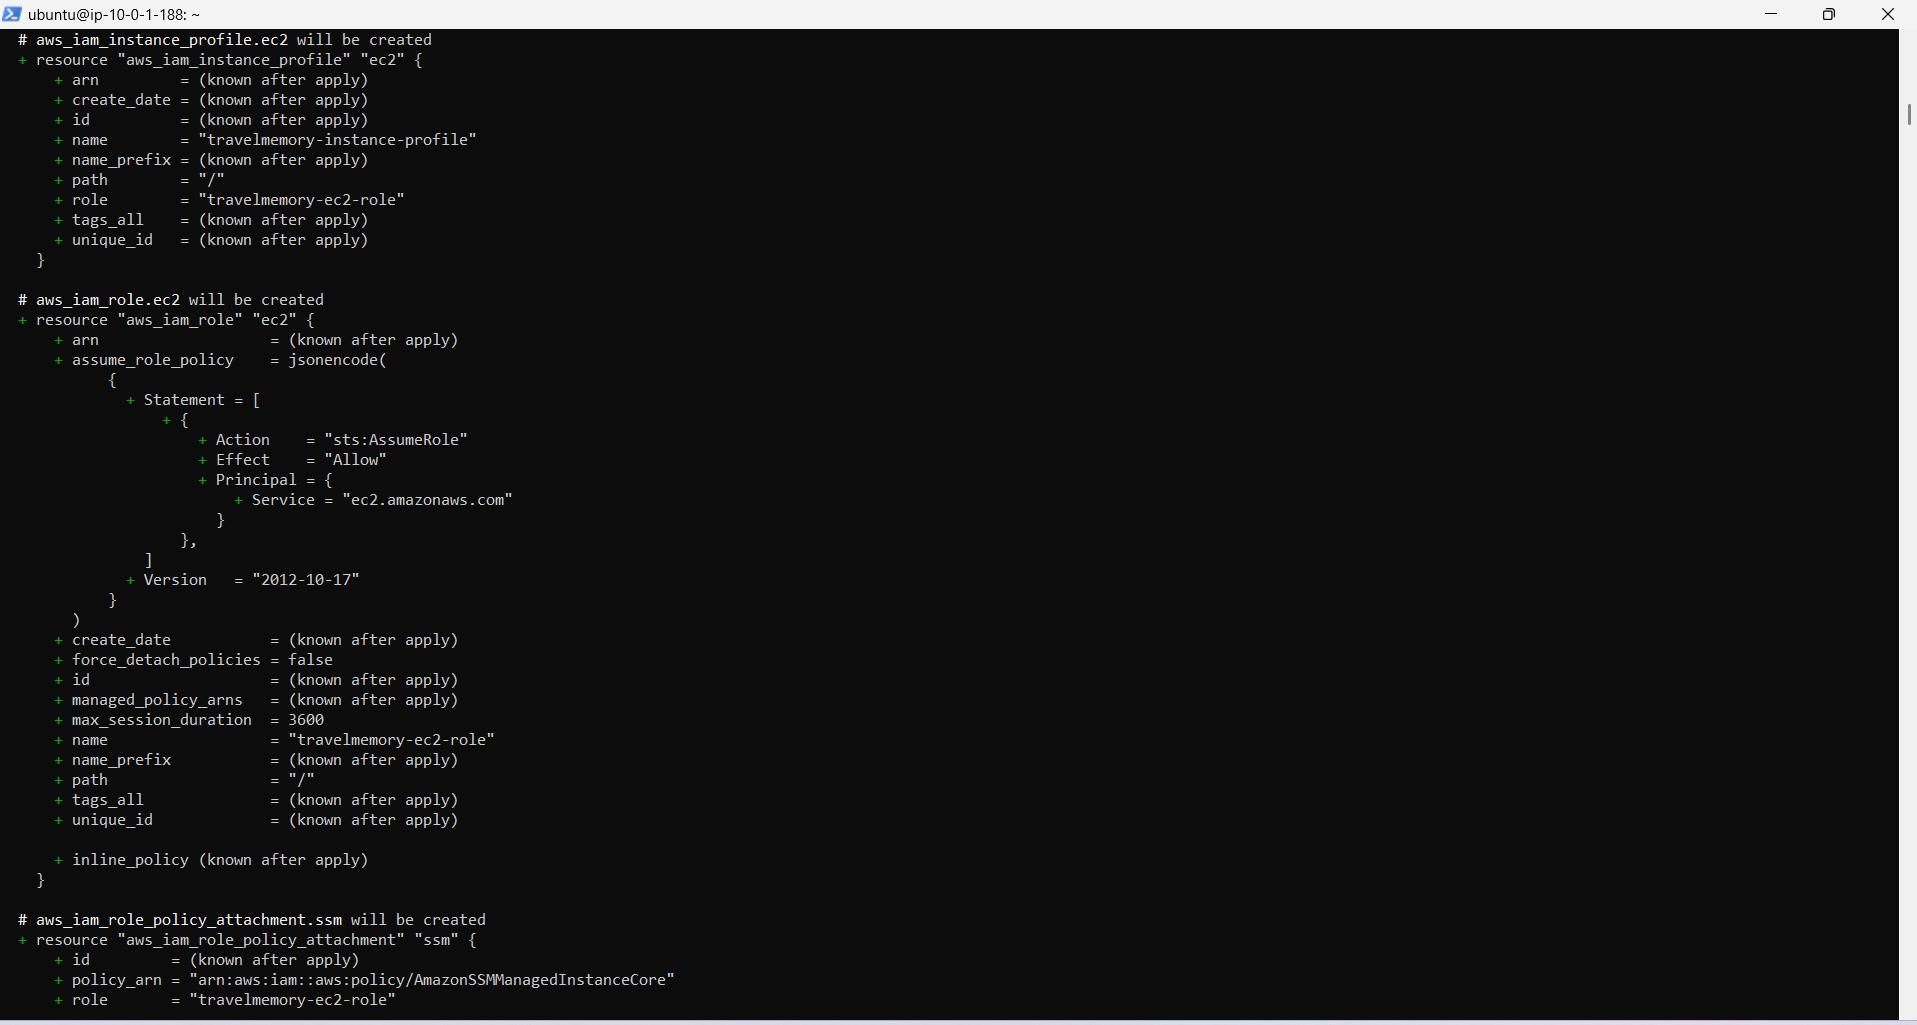 ubuntu@ip-10-0-1-188: ~
# aws_iam_instance_profile.ec2 will be created
+ resource "aws_iam_instance_profile" "ec2" {
    + arn         = (known after apply)
    + create_date = (known after apply)
    + id          = (known after apply)
    + name        = "travelmemory-instance-profile"
    + name_prefix = (known after apply)
    + path        = "/"
    + role        = "travelmemory-ec2-role"
    + tags_all    = (known after apply)
    + unique_id   = (known after apply)
  }

# aws_iam_role.ec2 will be created
+ resource "aws_iam_role" "ec2" {
    + arn                   = (known after apply)
    + assume_role_policy    = jsonencode(
          {
            + Statement = [
                + {
                    + Action    = "sts:AssumeRole"
                    + Effect    = "Allow"
                    + Principal = {
                        + Service = "ec2.amazonaws.com"
                      }
                  },
              ]
            + Version   = "2012-10-17"
          }
      )
    + create_date           = (known after apply)
    + force_detach_policies = false
    + id                    = (known after apply)
    + managed_policy_arns   = (known after apply)
    + max_session_duration  = 3600
    + name                  = "travelmemory-ec2-role"
    + name_prefix           = (known after apply)
    + path                  = "/"
    + tags_all              = (known after apply)
    + unique_id             = (known after apply)

    + inline_policy (known after apply)
  }

# aws_iam_role_policy_attachment.ssm will be created
+ resource "aws_iam_role_policy_attachment" "ssm" {
    + id         = (known after apply)
    + policy_arn = "arn:aws:iam::aws:policy/AmazonSSMManagedInstanceCore"
    + role       = "travelmemory-ec2-role"